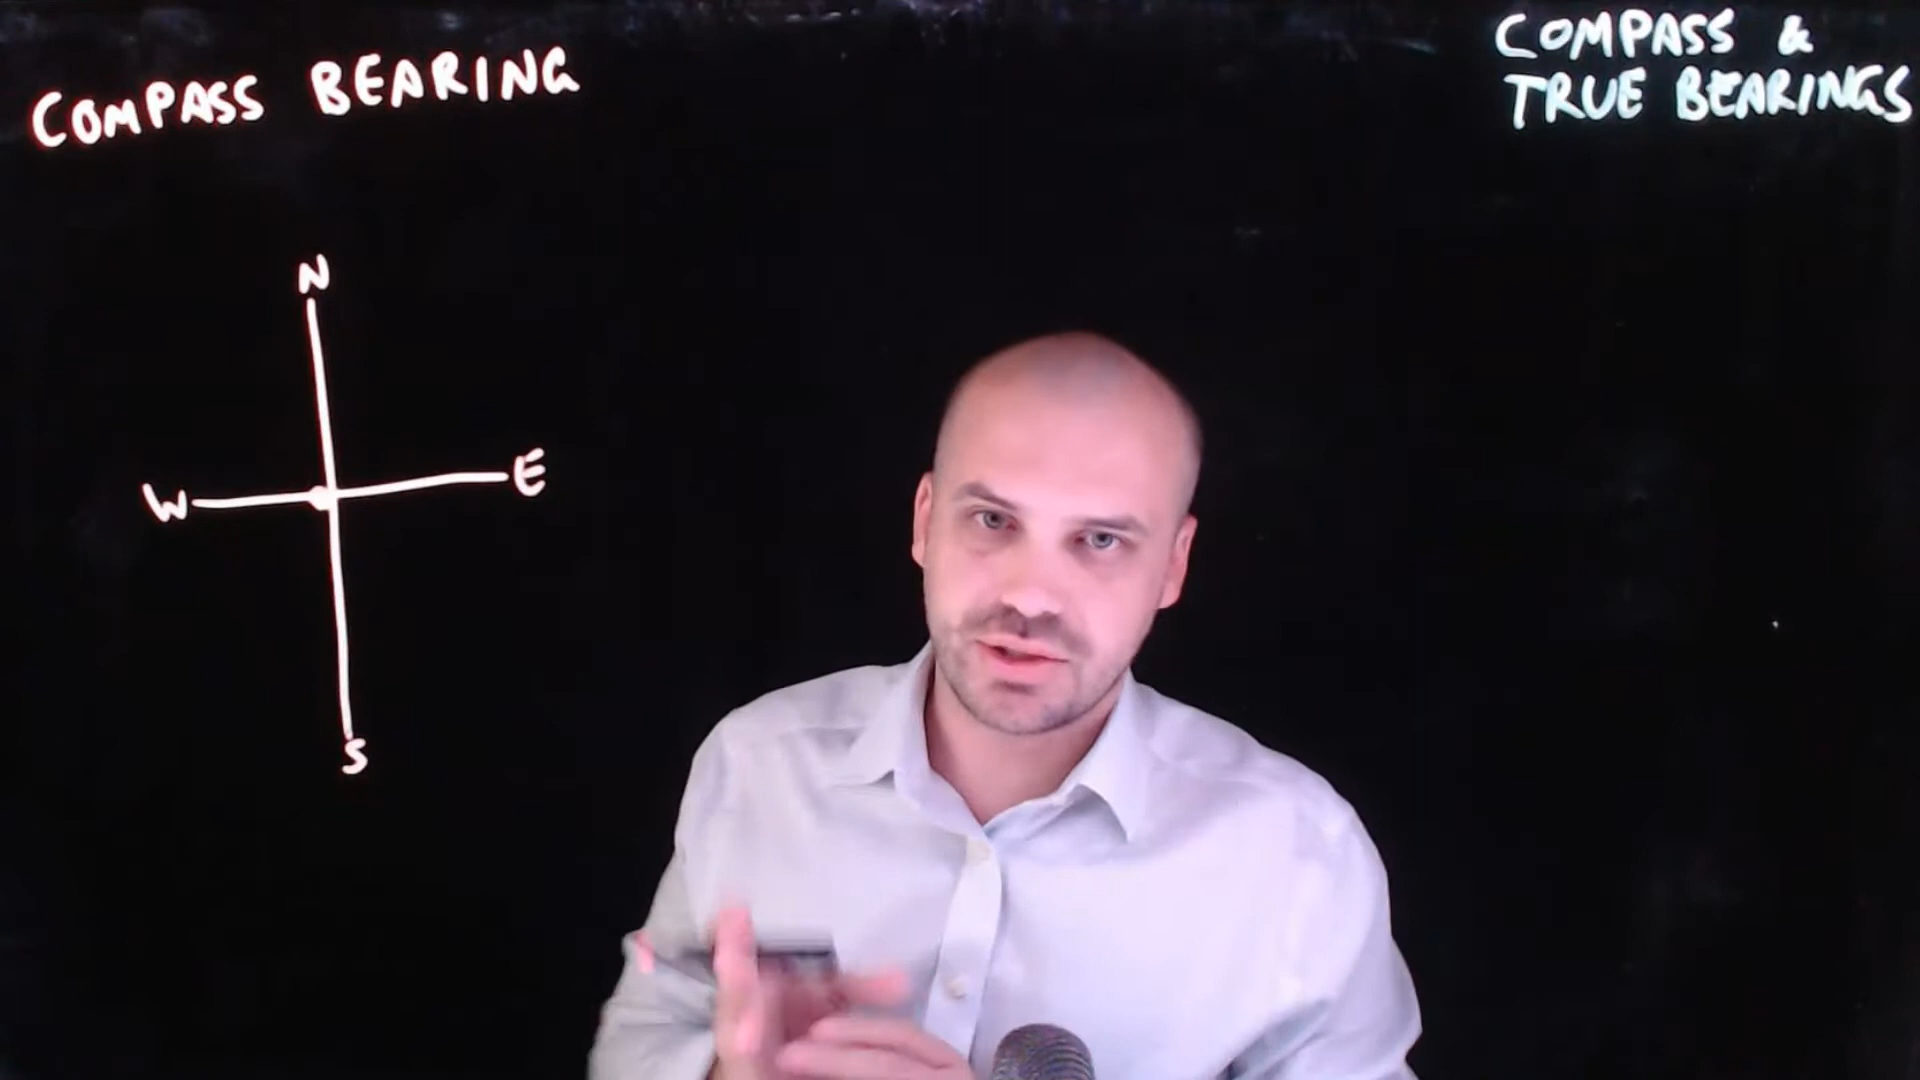 COMPASS BEARING
COMPASS &
TRUE BEARINGS
N
W E
S